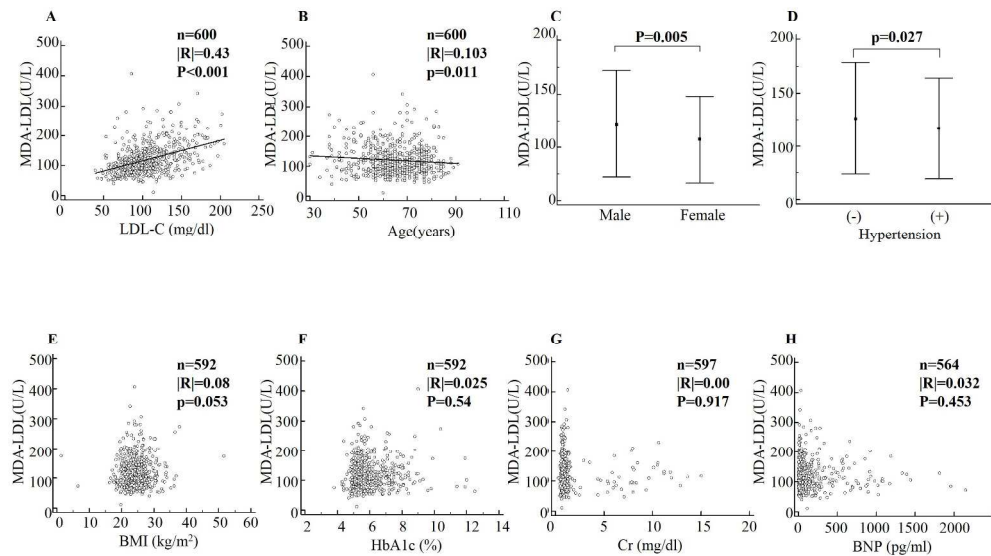 A
n=600
|R|=0.43
P<0.001
MDA-LDL(U/L)
500
400
300
200
100
0
0 50 100 150 200 250
LDL-C (mg/dl)
B
n=600
|R|=0.103
p=0.011
MDA-LDL(U/L)
500
400
300
200
100
0
30 50 70 90 110
Age(years)
C
P=0.005
MDA-LDL(U/L)
200
150
100
50
0
Male Female
D
p=0.027
MDA-LDL(U/L)
200
150
100
50
0
(-) (+)
Hypertension
E
n=592
|R|=0.08
p=0.053
MDA-LDL(U/L)
500
400
300
200
100
0
0 10 20 30 40 50 60
BMI (kg/m²)
F
n=592
|R|=0.025
P=0.54
MDA-LDL(U/L)
500
400
300
200
100
0
2 4 6 8 10 12 14
HbA1c (%)
G
n=597
|R|=0.00
P=0.917
MDA-LDL(U/L)
500
400
300
200
100
0
0 5 10 15 20
Cr (mg/dl)
H
n=564
|R|=0.032
P=0.453
MDA-LDL(U/L)
500
400
300
200
100
0
0 500 1000 1500 2000
BNP (pg/ml)